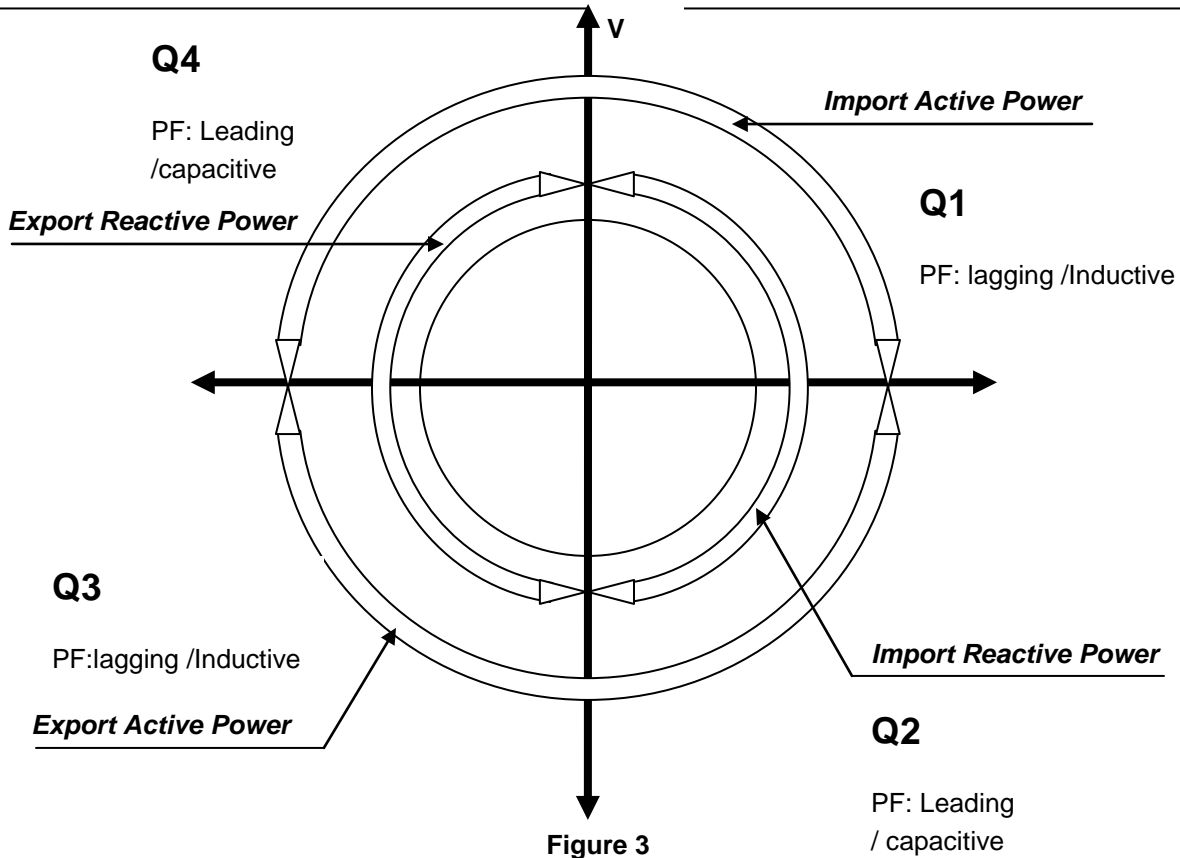 V
Q4
Import Active Power
PF: Leading
/capacitive
Q1
Export Reactive Power
PF: lagging /Inductive
Q3
PF:lagging /Inductive
Import Reactive Power
Export Active Power
Q2
PF: Leading
/ capacitive
Figure 3